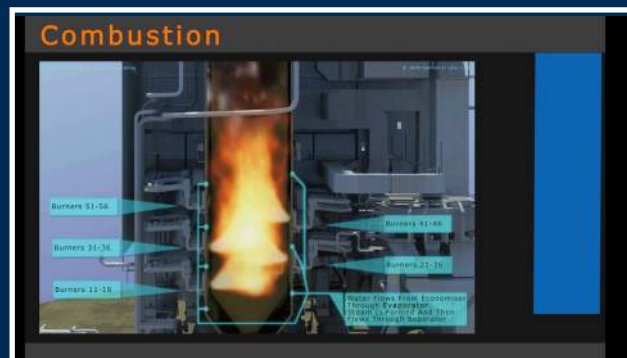 Combustion
Burners 51-56
Burners 41-46
Burners 31-36
Burners 21-26
Burners 11-16
Water Flows From Economiser
Through Evaporator.
Steam Is Formed And Then
Flows Through Separator